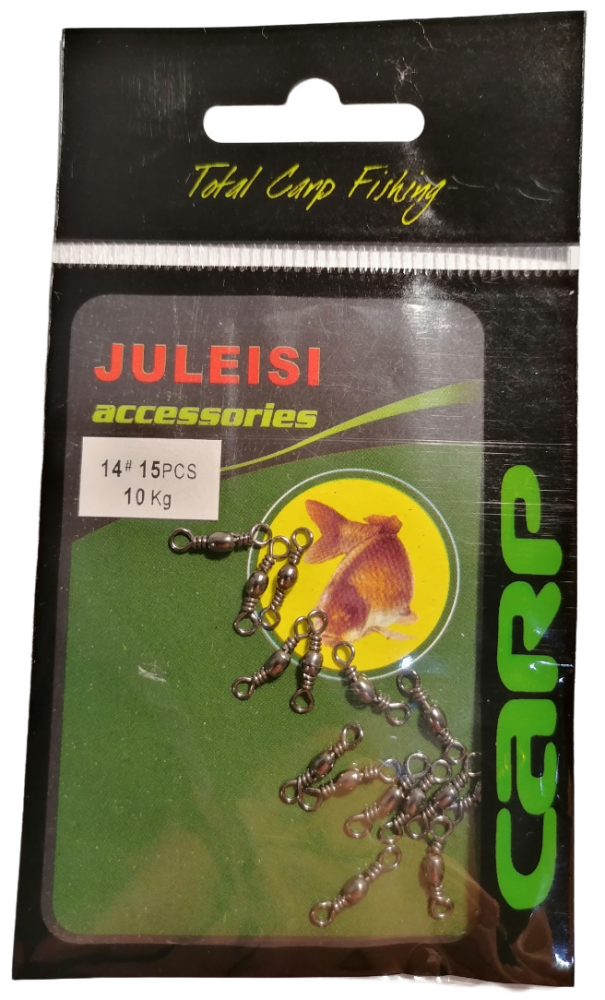 Total Carp Fishing
JULEISI
accessories
14# 15PCS
10 Kg
CARP